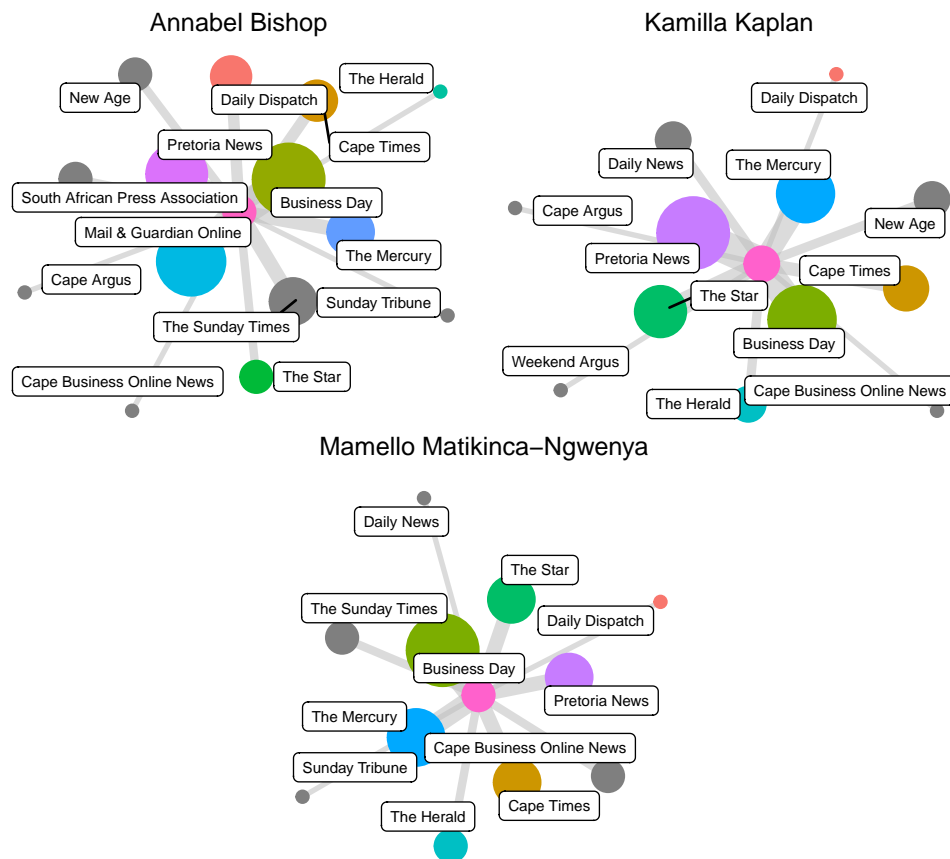 Annabel Bishop
New Age
Daily Dispatch
The Herald
Pretoria News
Cape Times
South African Press Association
Business Day
Mail & Guardian Online
The Mercury
Cape Argus
Sunday Tribune
The Sunday Times
Cape Business Online News
The Star
Kamilla Kaplan
Daily Dispatch
Daily News
The Mercury
Cape Argus
New Age
Pretoria News
Cape Times
The Star
Business Day
Weekend Argus
Cape Business Online News
The Herald
Mamello Matikinca–Ngwenya
Daily News
The Star
The Sunday Times
Daily Dispatch
Business Day
Pretoria News
The Mercury
Cape Business Online News
Sunday Tribune
Cape Times
The Herald